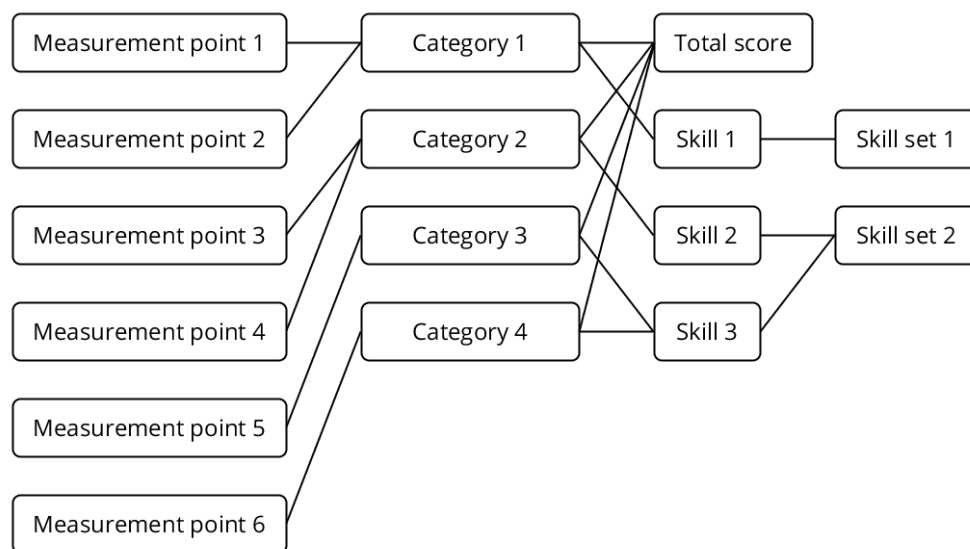 Measurement point 1
Category 1
Total score
Measurement point 2
Category 2
Skill 1
Skill set 1
Measurement point 3
Category 3
Skill 2
Skill set 2
Measurement point 4
Category 4
Skill 3
Measurement point 5
Measurement point 6